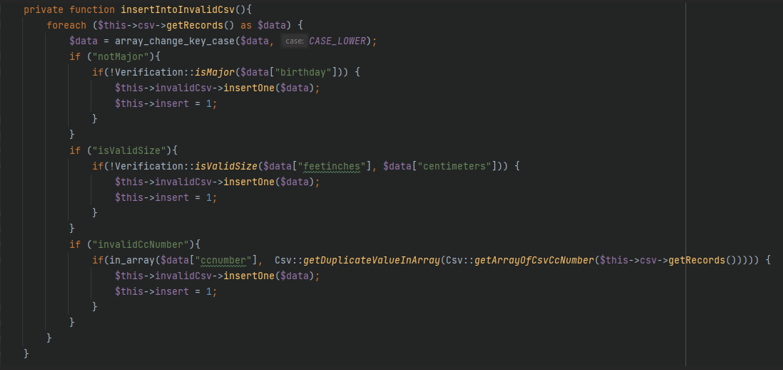 private function insertIntoInvalidCsv(){
foreach ($this->csv->getRecords() as $data) {
$data = array_change_key_case($data, case: CASE_LOWER);
if ("notMajor"){
if(!Verification::isMajor($data["birthday"])) {
$this->invalidCsv->insertOne($data);
$this->insert = 1;
}
}
if ("isValidSize"){
if(!Verification::isValidSize($data["feetinches"], $data["centimeters"])) {
$this->invalidCsv->insertOne($data);
$this->insert = 1;
}
}
if ("invalidCcNumber"){
if(in_array($data["ccnumber"],  Csv::getDuplicateValueInArray(Csv::getArrayOfCsvCcNumber($this->csv->getRecords())))) {
$this->invalidCsv->insertOne($data);
$this->insert = 1;
}
}
}
}